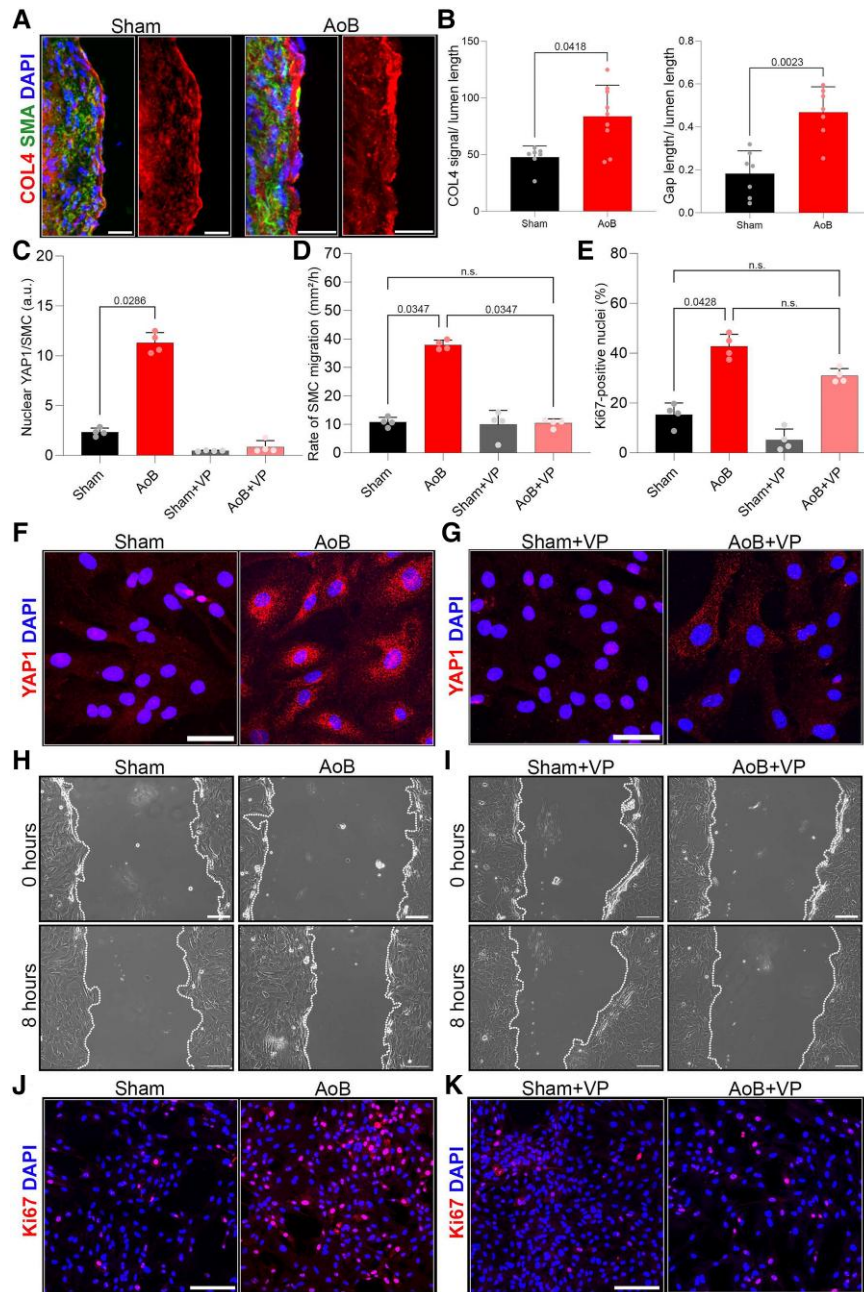 A
Sham
AoB
COL4 SMA DAPI
B
COL4 signal/ lumen length
150
100
50
0
0.0418
Sham
AoB
Gap length/ lumen length
0.8
0.6
0.4
0.2
0.0
0.0023
Sham
AoB
C
Nuclear YAP1/SMC (a.u.)
20
15
10
5
0
0.0286
Sham
AoB
Sham+VP
AoB+VP
D
Rate of SMC migration (mm²/h)
70
60
50
40
30
20
10
0
n.s.
0.0347
0.0347
Sham
AoB
Sham+VP
AoB+VP
E
Ki67-positive nuclei (%)
80
60
40
20
0
n.s.
0.0428
n.s.
Sham
AoB
Sham+VP
AoB+VP
F
Sham
AoB
YAP1 DAPI
G
Sham+VP
AoB+VP
YAP1 DAPI
H
Sham
AoB
0 hours
8 hours
I
Sham+VP
AoB+VP
0 hours
8 hours
J
Sham
AoB
Ki67 DAPI
K
Sham+VP
AoB+VP
Ki67 DAPI